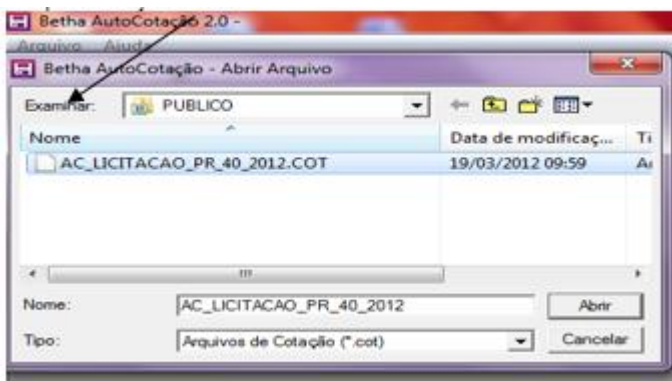 Betha AutoCotação 2.0 -
Arquivo Ajuda
Betha AutoCotação - Abrir Arquivo
Examinar: PUBLICO
Nome Data de modificaç... Ti
AC_LICITACAO_PR_40_2012.COT 19/03/2012 09:59
Nome: AC_LICITACAO_PR_40_2012 Abrir
Tipo: Arquivos de Cotação (*.cot) Cancelar